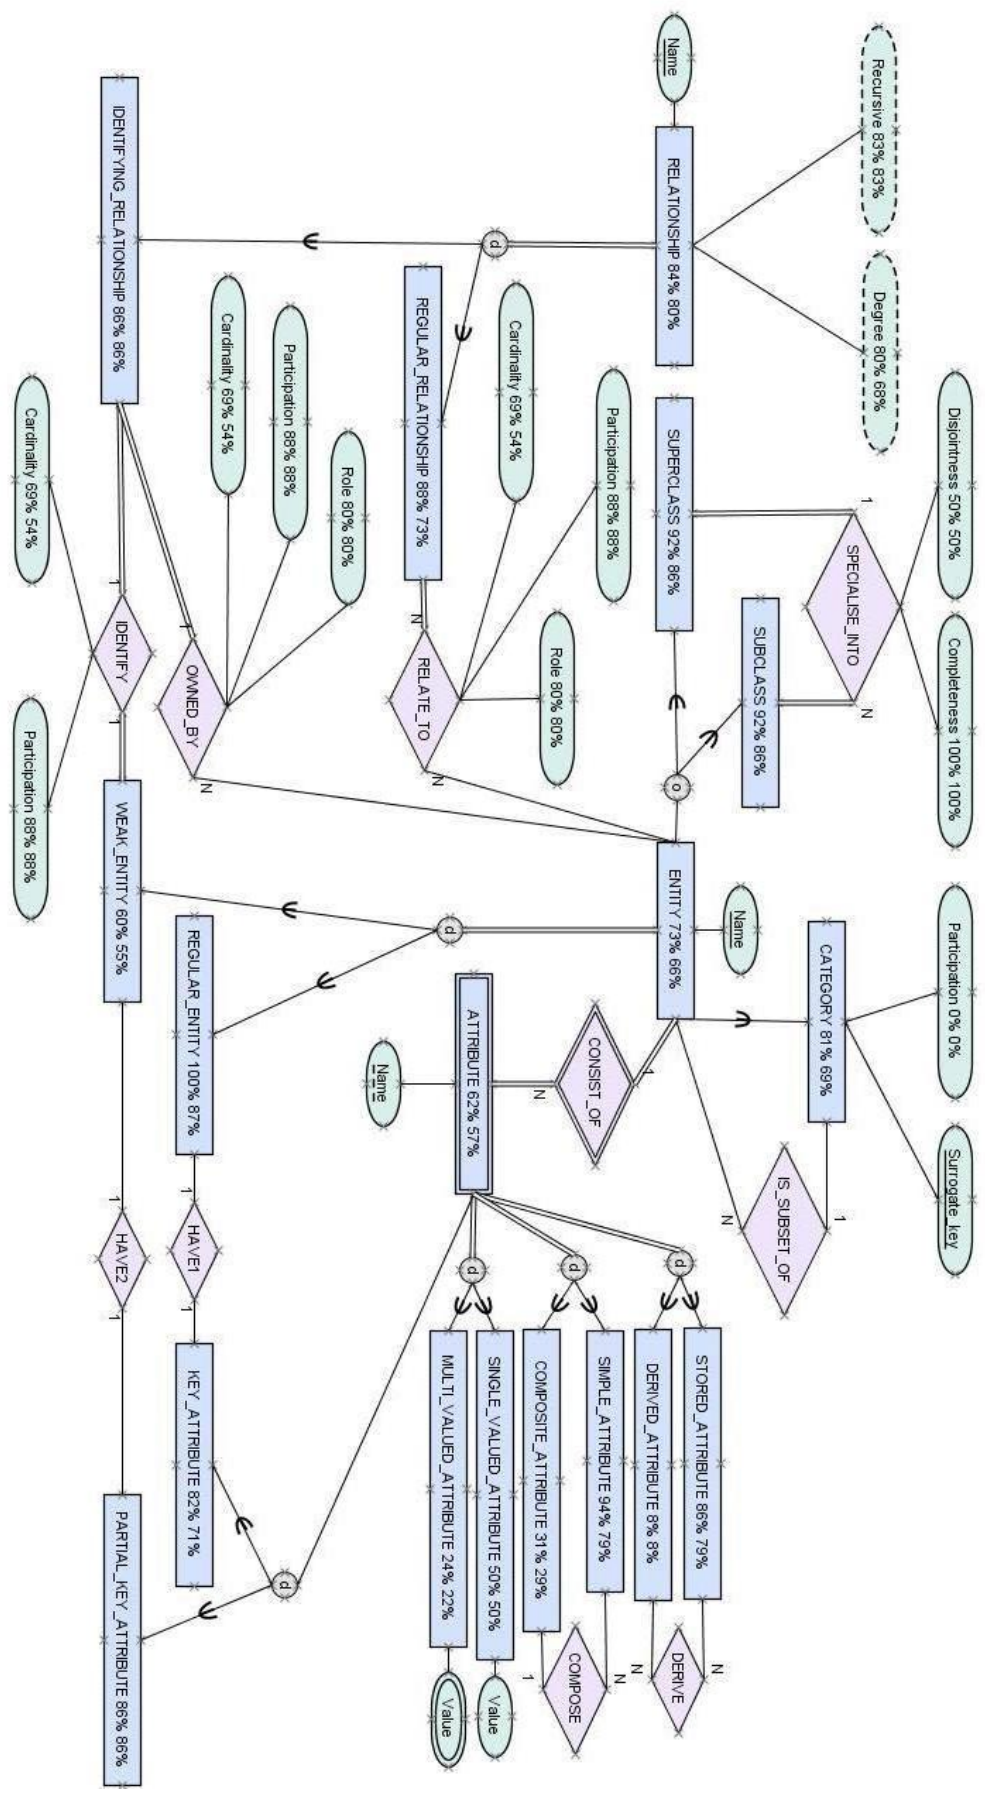 Name
Recursive 83% 83%
Degree 80% 68%
RELATIONSHIP 84% 80%
d
IDENTIFYING_RELATIONSHIP 86% 86%
REGULAR_RELATIONSHIP 88% 73%
Cardinality 69% 54%
Participation 88% 88%
Role 80% 80%
Cardinality 69% 54%
Participation 88% 88%
Role 80% 80%
Cardinality 69% 54%
Participation 88% 88%
1
IDENTIFY
1
1
OWNED_BY
N
N
RELATE_TO
N
Disjointness 50% 50%
Completeness 100% 100%
SUPERCLASS 92% 86%
1
SPECIALISE_INTO
N
SUBCLASS 92% 86%
o
ENTITY 73% 66%
Name
d
WEAK_ENTITY 60% 55%
REGULAR_ENTITY 100% 87%
CATEGORY 81% 69%
Participation 0% 0%
Surrogate_key
1
IS_SUBSET_OF
N
1
CONSIST_OF
N
ATTRIBUTE 62% 57%
Name
d
d
d
STORED_ATTRIBUTE 86% 79%
DERIVED_ATTRIBUTE 8% 8%
SIMPLE_ATTRIBUTE 94% 79%
COMPOSITE_ATTRIBUTE 31% 29%
SINGLE_VALUED_ATTRIBUTE 50% 50%
MULTI_VALUED_ATTRIBUTE 24% 22%
N
DERIVE
N
N
COMPOSE
1
Value
Value
1
HAVE1
1
KEY_ATTRIBUTE 82% 71%
1
HAVE2
1
d
PARTIAL_KEY_ATTRIBUTE 86% 86%